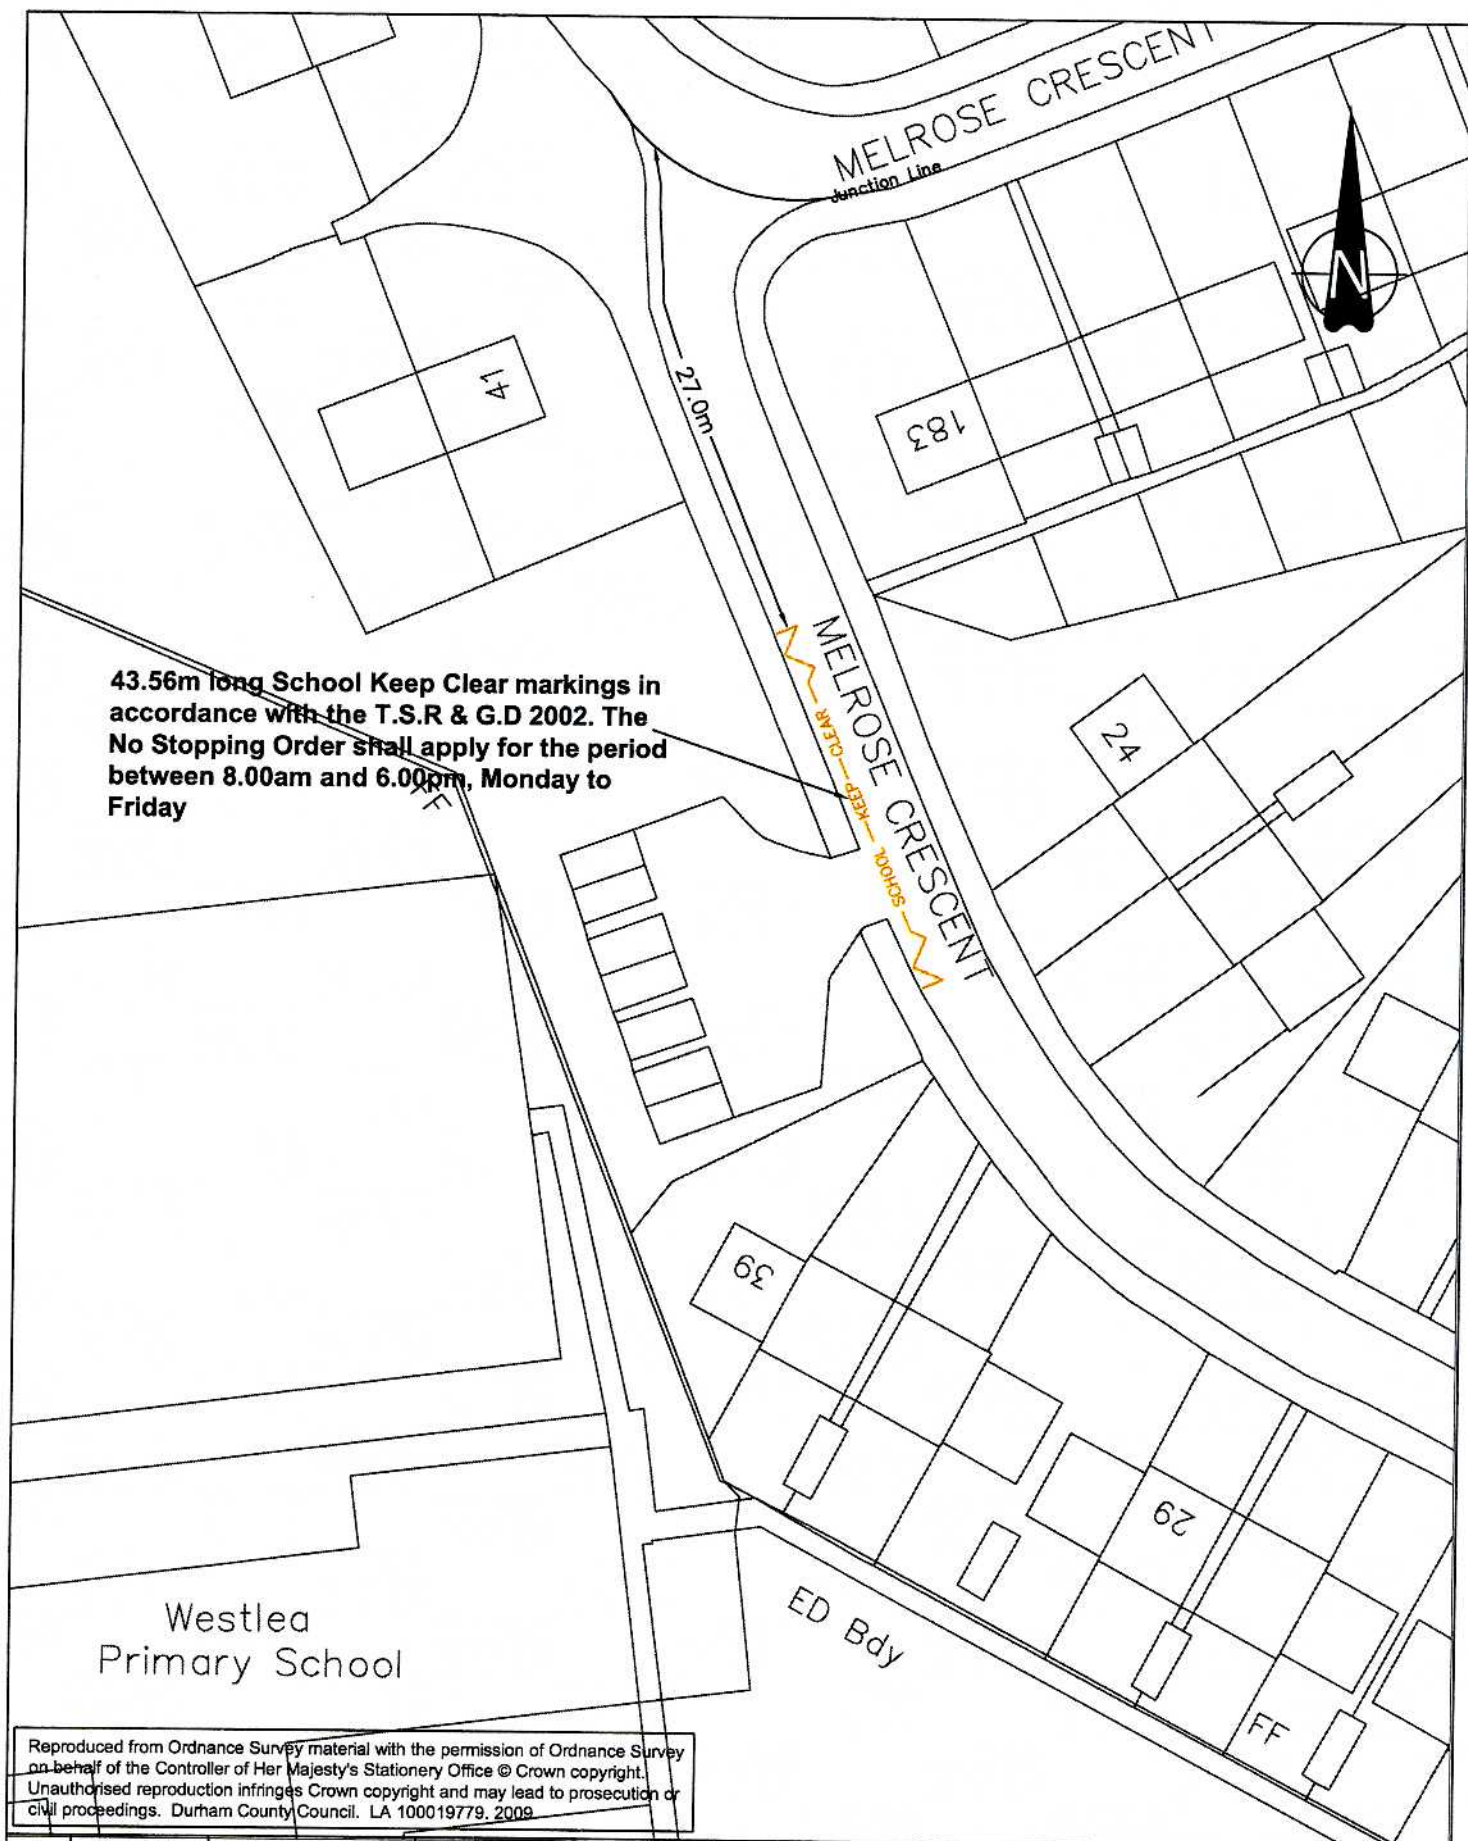 MELROSE CRESCENT
Junction Line
N
41
27.0m
183
43.56m long School Keep Clear markings in
accordance with the T.S.R & G.D 2002. The
No Stopping Order shall apply for the period
between 8.00am and 6.00pm, Monday to
Friday
FF
MELROSE CRESCENT
SCHOOL KEEP CLEAR
24
39
29
ED Bdy
FF
Westlea
Primary School
Reproduced from Ordnance Survey material with the permission of Ordnance Survey
on behalf of the Controller of Her Majesty's Stationery Office © Crown copyright.
Unauthorised reproduction infringes Crown copyright and may lead to prosecution or
civil proceedings. Durham County Council. LA 100019779. 2009